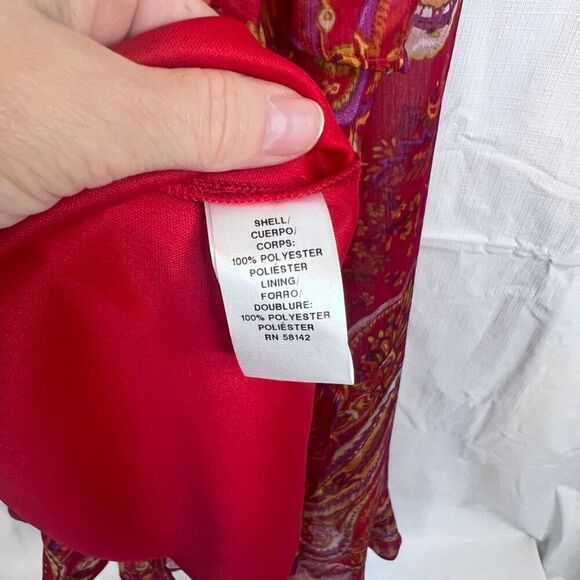 SHELL/
CUERPO/
CORPS:
100% POLYESTER
POLIÉSTER
LINING/
FORRO/
DOUBLURE:
100% POLYESTER
POLIÉSTER
RN 58142